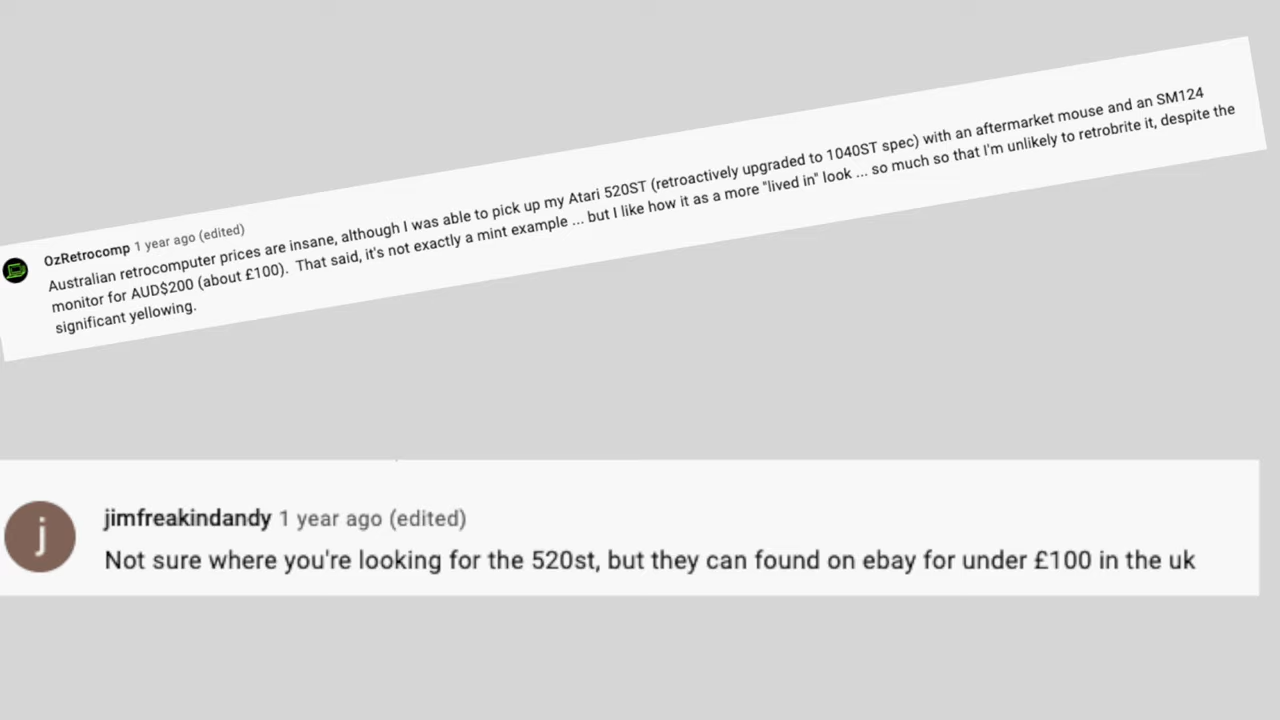 OzRetrocomp 1 year ago (edited)
Australian retrocomputer prices are insane, although I was able to pick up my Atari 520ST (retroactively upgraded to 1040ST spec) with an aftermarket mouse and an SM124
monitor for AUD$200 (about £100). That said, it's not exactly a mint example ... but I like how it as a more "lived in" look ... so much so that I'm unlikely to retrobrite it, despite the
significant yellowing.
j
jimfreakindandy 1 year ago (edited)
Not sure where you're looking for the 520st, but they can found on ebay for under £100 in the uk